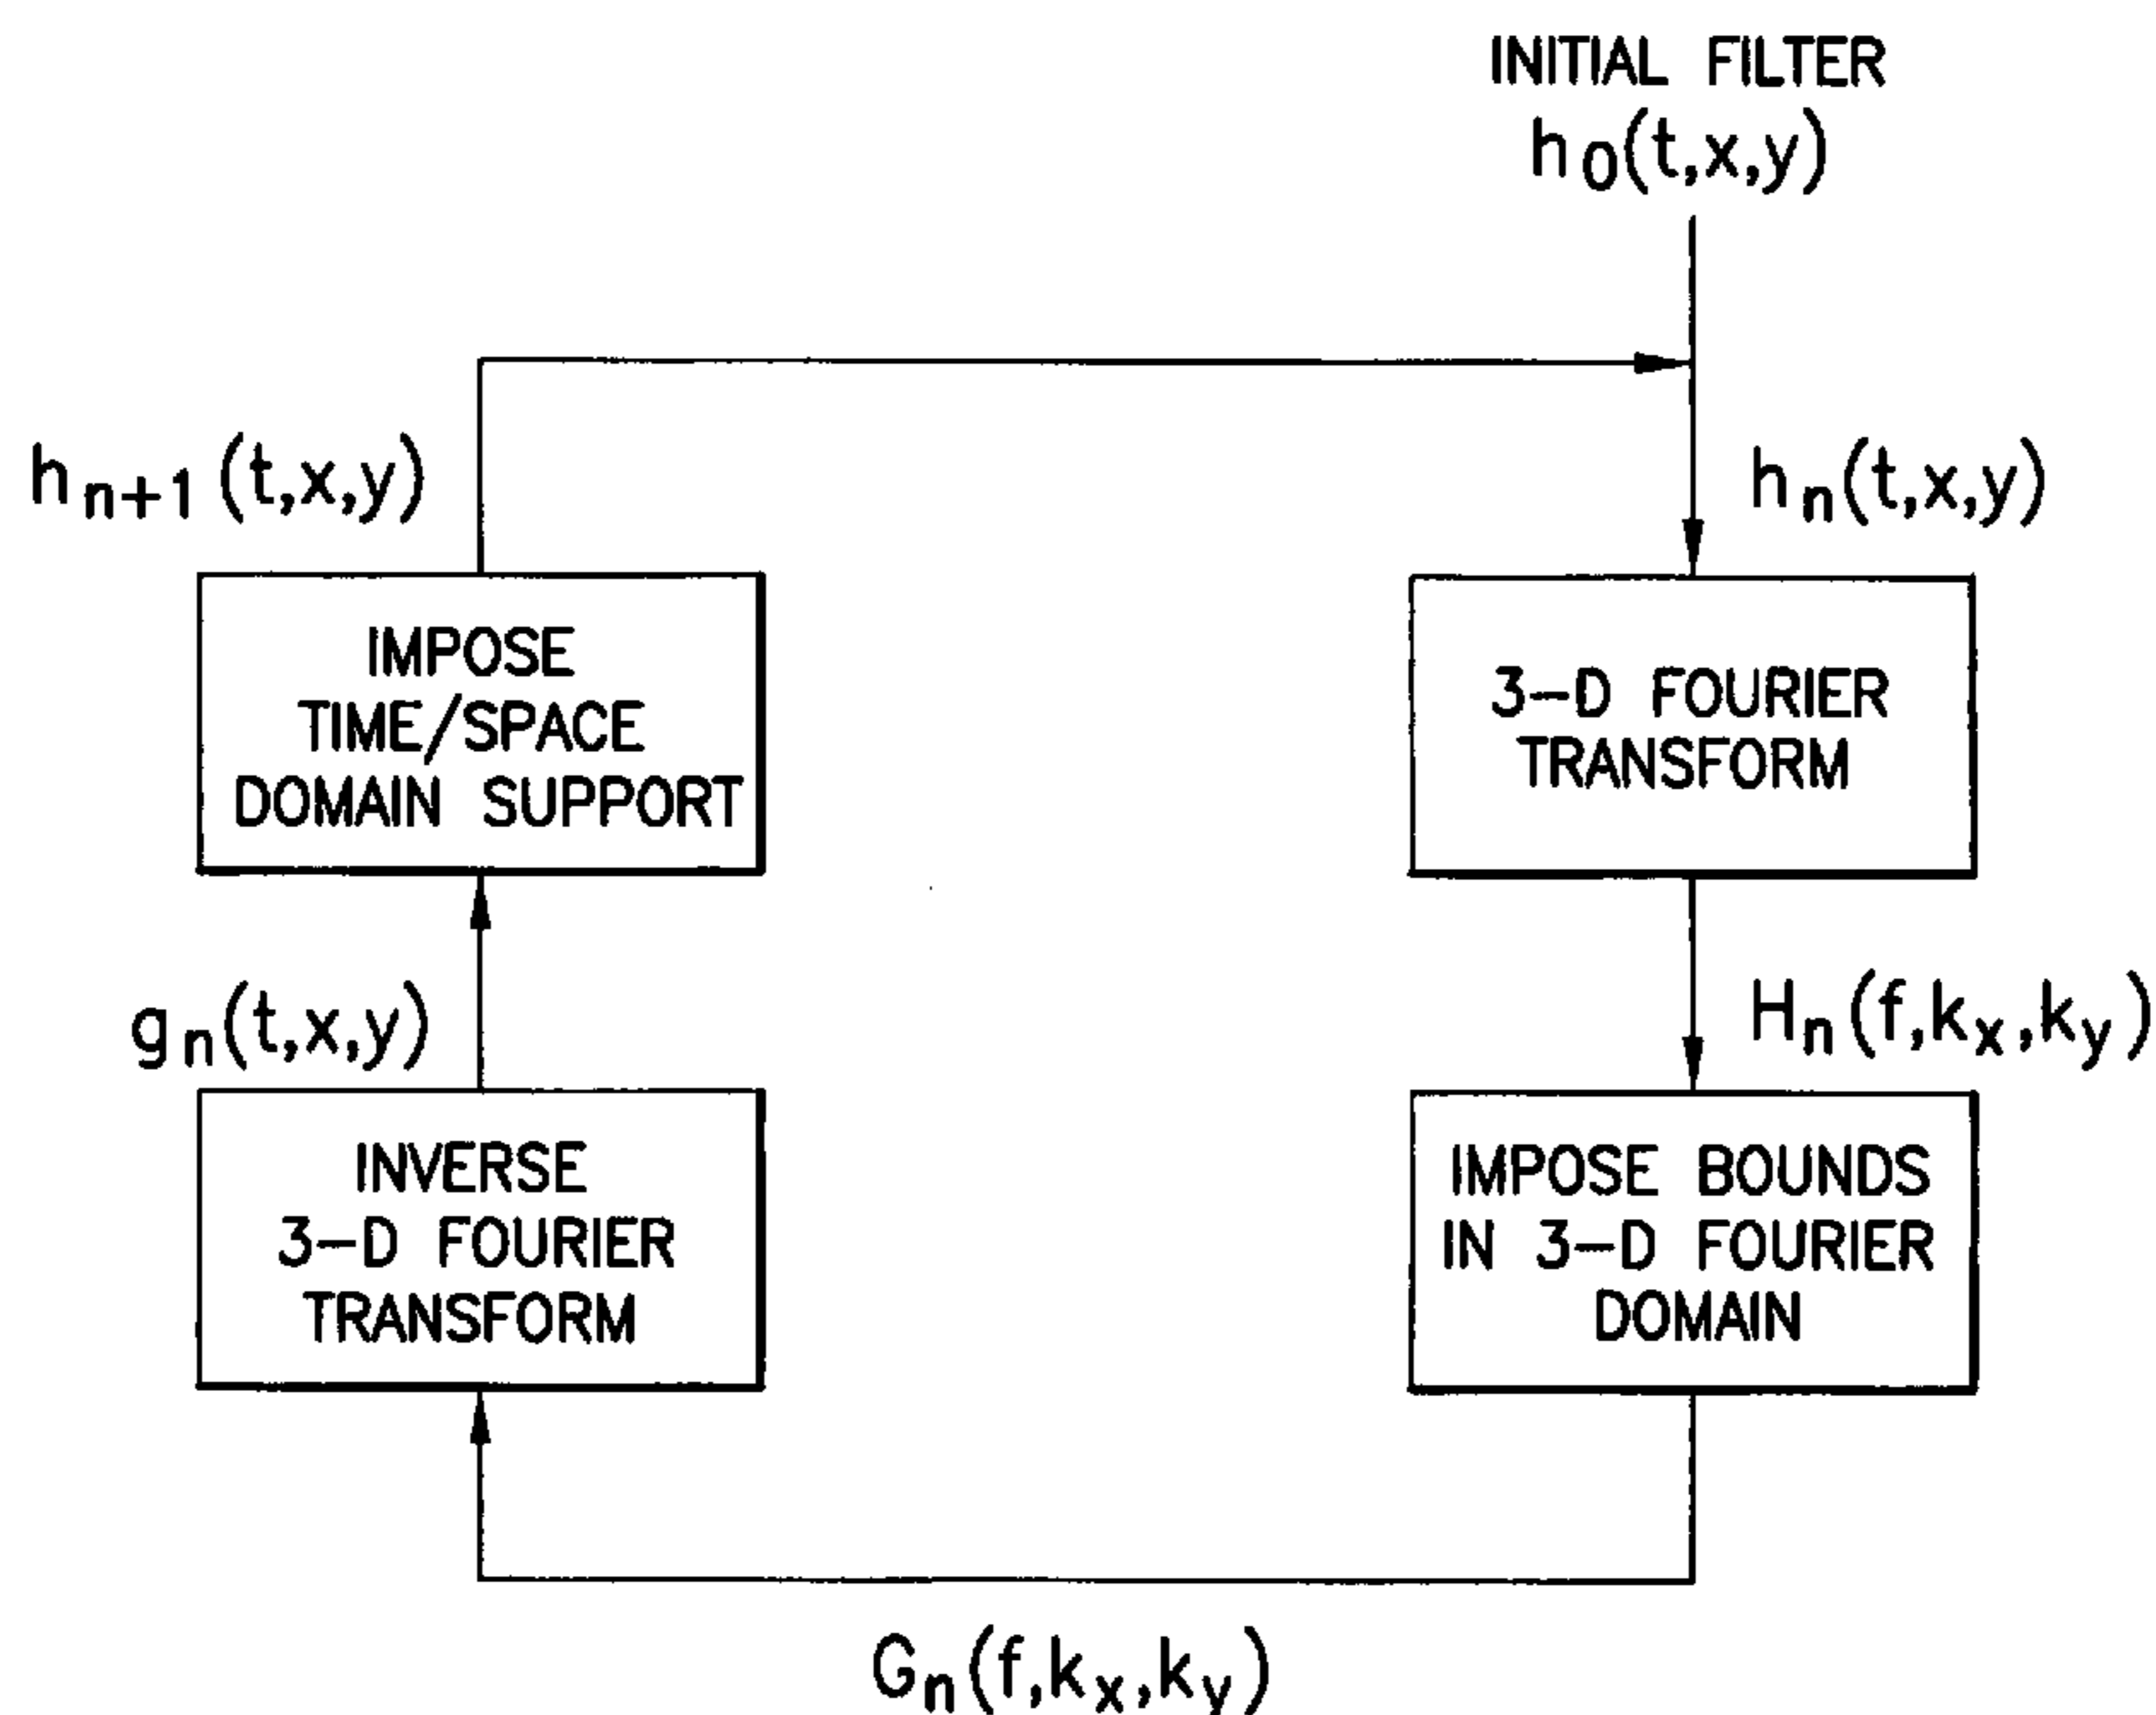 INITIAL FILTER
h0(t,x,y)
hn+1(t,x,y)
hn(t,x,y)
IMPOSE
TIME/SPACE
DOMAIN SUPPORT
3-D FOURIER
TRANSFORM
gn(t,x,y)
Hn(f,kx,ky)
INVERSE
3-D FOURIER
TRANSFORM
IMPOSE BOUNDS
IN 3-D FOURIER
DOMAIN
Gn(f,kx,ky)